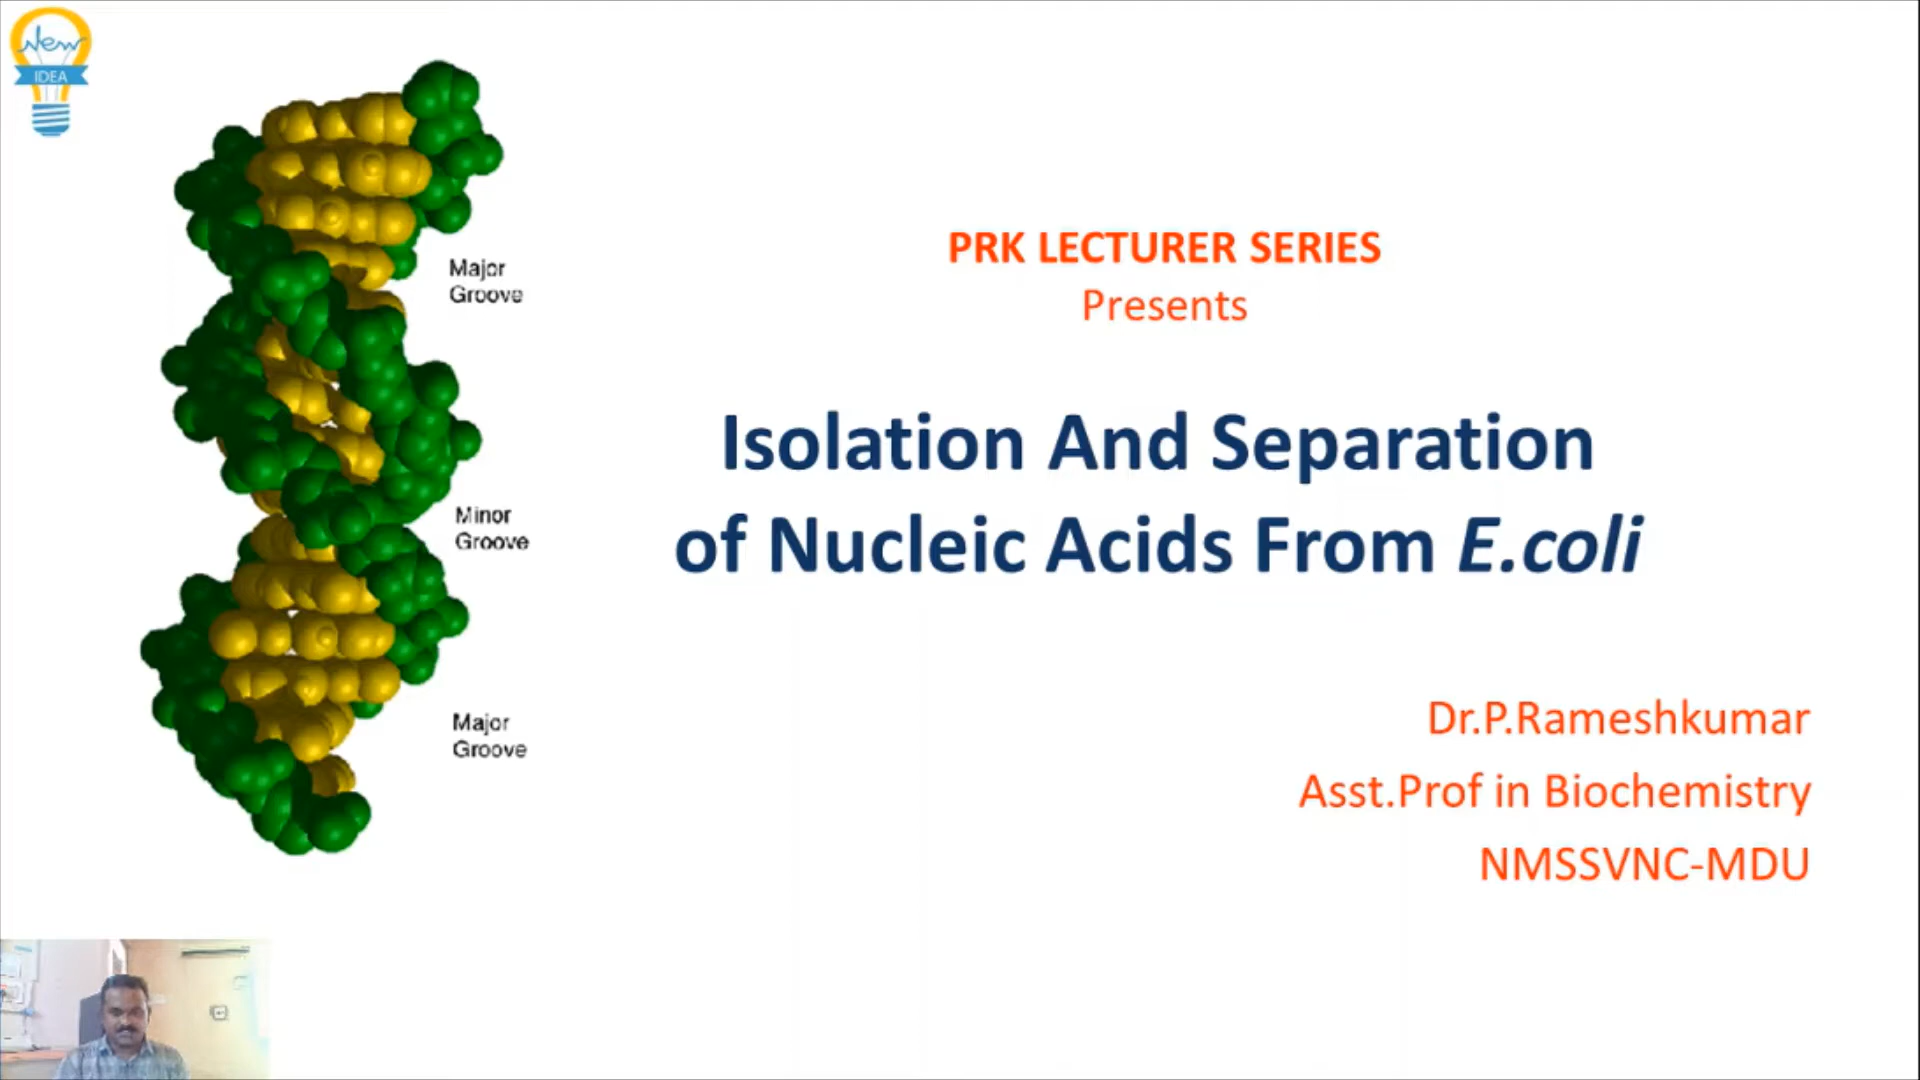 New
IDEA
Major
Groove
Minor
Groove
Major
Groove
PRK LECTURER SERIES
Presents
Isolation And Separation
of Nucleic Acids From E.coli
Dr.P.Rameshkumar
Asst.Prof in Biochemistry
NMSSVNC-MDU